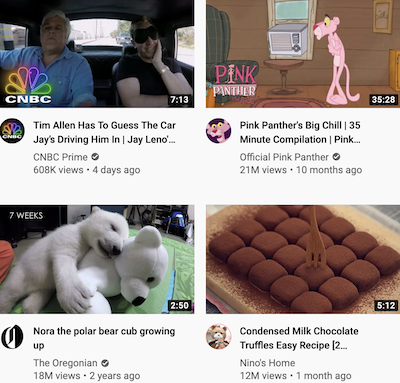 CNBC
7:13
CNBC
Tim Allen Has To Guess The Car
Jay's Driving Him In | Jay Leno'...
CNBC Prime
608K views • 4 days ago
PINK
PANTHER
35:28
Pink Panther's Big Chill | 35
Minute Compilation | Pink...
Official Pink Panther
21M views • 10 months ago
7 WEEKS
2:50
Nora the polar bear cub growing
up
The Oregonian
18M views • 2 years ago
5:12
Condensed Milk Chocolate
Truffles Easy Recipe [2...
Nino's Home
12M views • 1 month ago